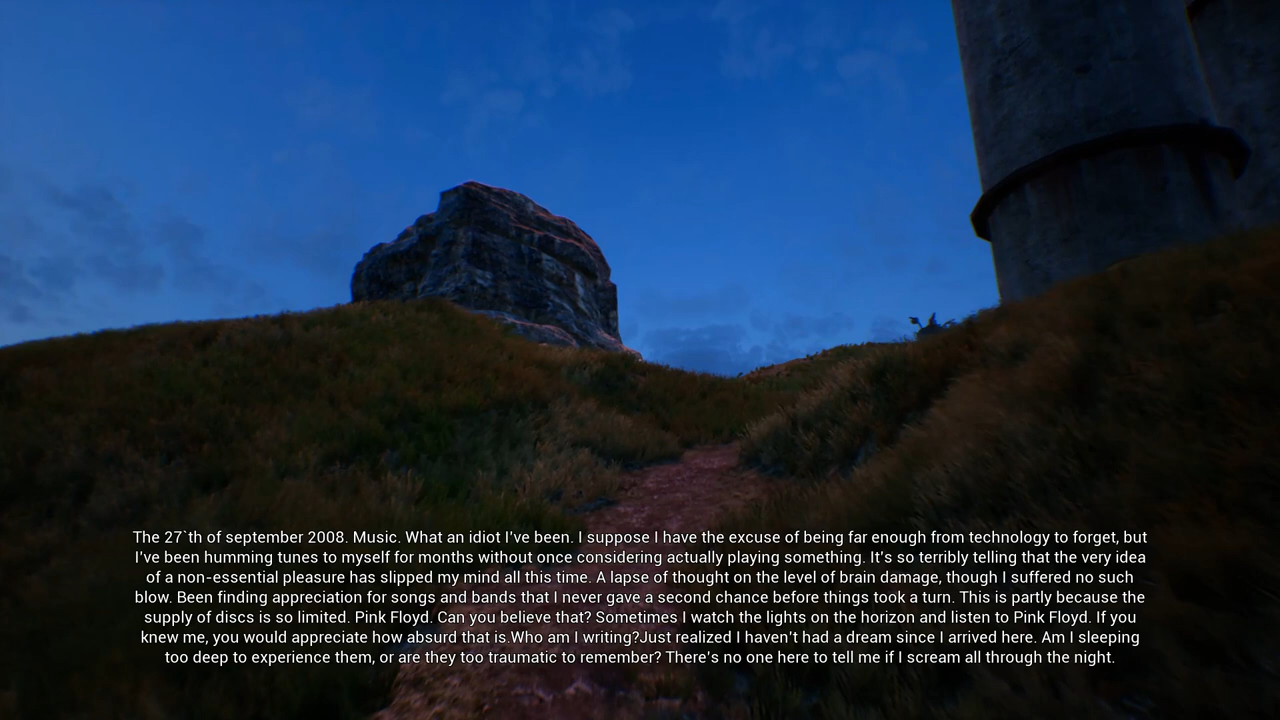 The 27`th of september 2008. Music. What an idiot I've been. I suppose I have the excuse of being far enough from technology to forget, but
I've been humming tunes to myself for months without once considering actually playing something. It's so terribly telling that the very idea
of a non-essential pleasure has slipped my mind all this time. A lapse of thought on the level of brain damage, though I suffered no such
blow. Been finding appreciation for songs and bands that I never gave a second chance before things took a turn. This is partly because the
supply of discs is so limited. Pink Floyd. Can you believe that? Sometimes I watch the lights on the horizon and listen to Pink Floyd. If you
knew me, you would appreciate how absurd that is.Who am I writing?Just realized I haven't had a dream since I arrived here. Am I sleeping
too deep to experience them, or are they too traumatic to remember? There's no one here to tell me if I scream all through the night.